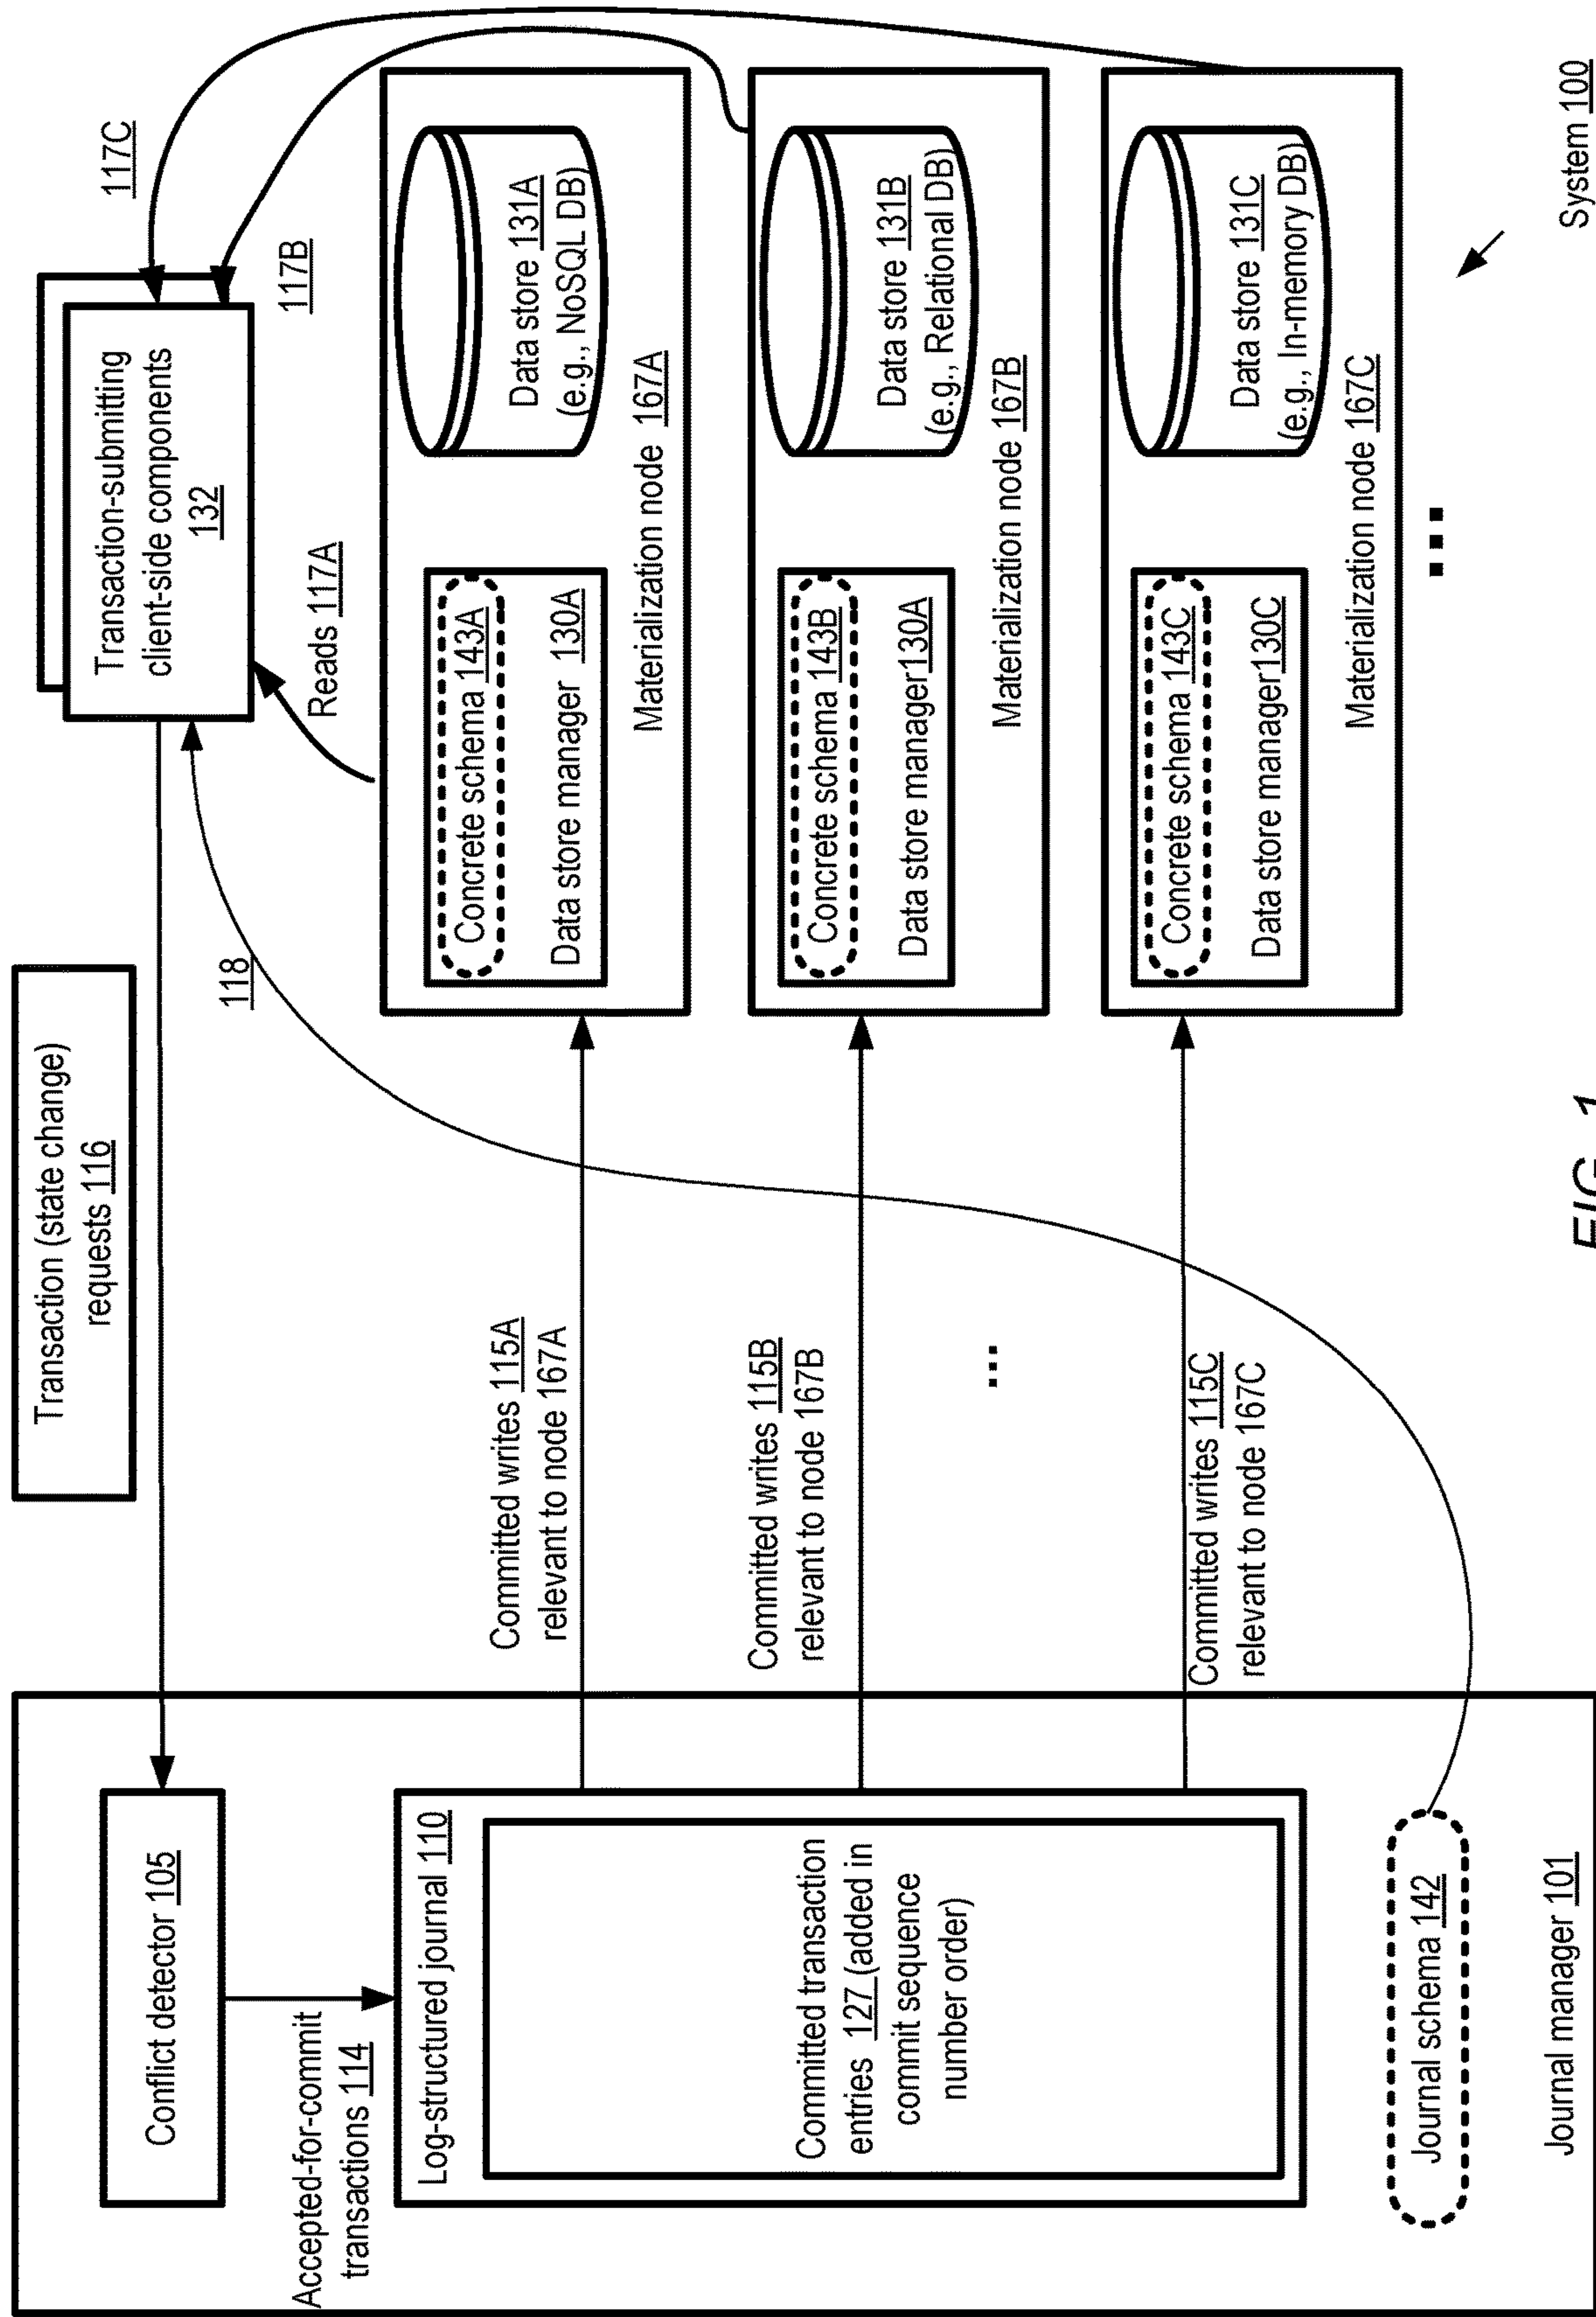 Transaction (state change)
requests 116
Transaction-submitting
client-side components
132
117C
117B
118
Reads 117A
Conflict detector 105
Accepted-for-commit
transactions 114
Log-structured journal 110
Committed transaction
entries 127 (added in
commit sequence
number order)
Journal schema 142
Journal manager 101
Committed writes 115A
relevant to node 167A
Committed writes 115B
relevant to node 167B
...
Committed writes 115C
relevant to node 167C
Concrete schema 143A
Data store manager 130A
Data store 131A
(e.g., NoSQL DB)
Materialization node 167A
Concrete schema 143B
Data store manager130A
Data store 131B
(e.g., Relational DB)
Materialization node 167B
Concrete schema 143C
Data store manager130C
Data store 131C
(e.g., In-memory DB)
Materialization node 167C
...
System 100
FIG. 1